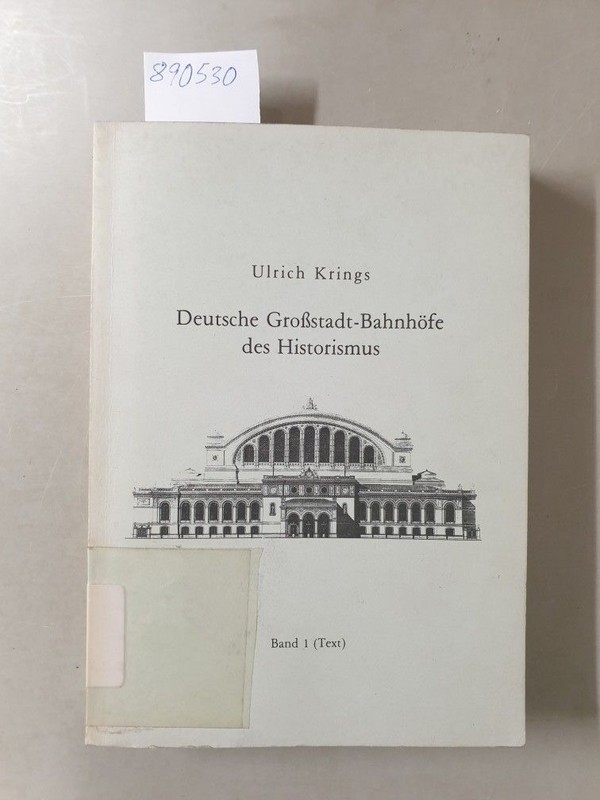 890530
Ulrich Krings
Deutsche Großstadt-Bahnhöfe
des Historismus
Band 1 (Text)